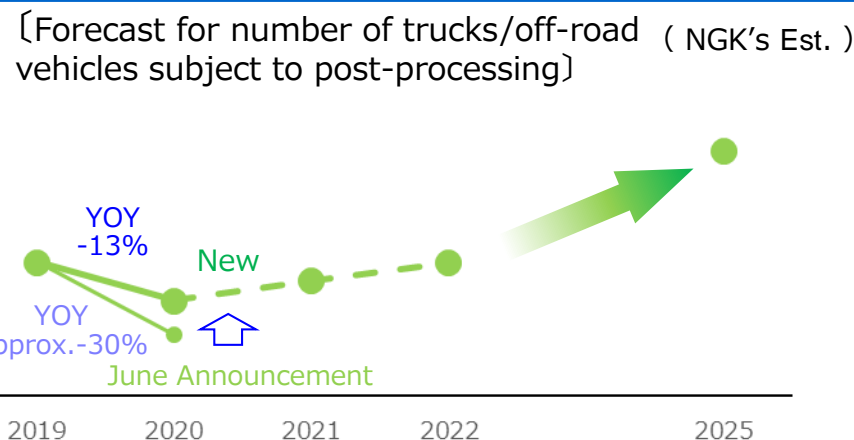 〔Forecast for number of trucks/off-road
vehicles subject to post-processing〕
( NGK's Est. )
YOY
-13%
New
YOY
pprox.-30%
June Announcement
2019 2020 2021 2022 2025